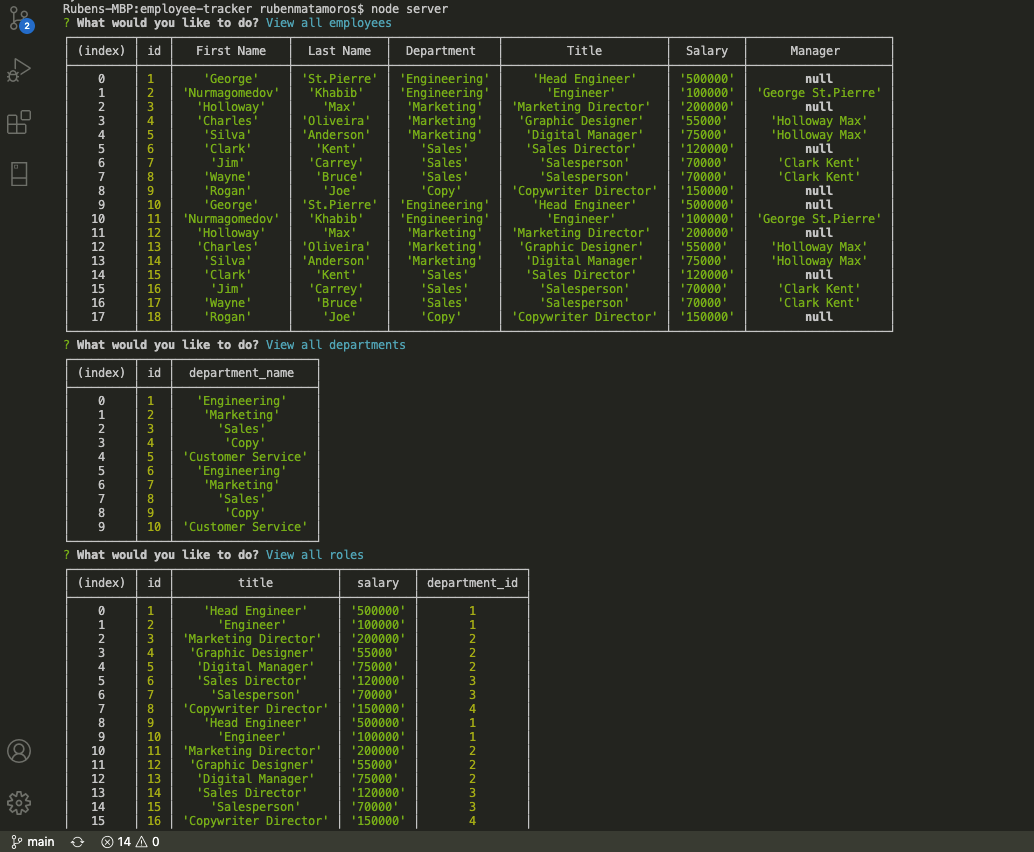 Rubens-MBP:employee-tracker rubenmatamoros$ node server
? What would you like to do? View all employees
(index) id First Name Last Name Department Title Salary Manager
0 1 'George' 'St.Pierre' 'Engineering' 'Head Engineer' '500000' null
1 2 'Nurmagomedov' 'Khabib' 'Engineering' 'Engineer' '100000' 'George St.Pierre'
2 3 'Holloway' 'Max' 'Marketing' 'Marketing Director' '200000' null
3 4 'Charles' 'Oliveira' 'Marketing' 'Graphic Designer' '55000' 'Holloway Max'
4 5 'Silva' 'Anderson' 'Marketing' 'Digital Manager' '75000' 'Holloway Max'
5 6 'Clark' 'Kent' 'Sales' 'Sales Director' '120000' null
6 7 'Jim' 'Carrey' 'Sales' 'Salesperson' '70000' 'Clark Kent'
7 8 'Wayne' 'Bruce' 'Sales' 'Salesperson' '70000' 'Clark Kent'
8 9 'Rogan' 'Joe' 'Copy' 'Copywriter Director' '150000' null
9 10 'George' 'St.Pierre' 'Engineering' 'Head Engineer' '500000' null
10 11 'Nurmagomedov' 'Khabib' 'Engineering' 'Engineer' '100000' 'George St.Pierre'
11 12 'Holloway' 'Max' 'Marketing' 'Marketing Director' '200000' null
12 13 'Charles' 'Oliveira' 'Marketing' 'Graphic Designer' '55000' 'Holloway Max'
13 14 'Silva' 'Anderson' 'Marketing' 'Digital Manager' '75000' 'Holloway Max'
14 15 'Clark' 'Kent' 'Sales' 'Sales Director' '120000' null
15 16 'Jim' 'Carrey' 'Sales' 'Salesperson' '70000' 'Clark Kent'
16 17 'Wayne' 'Bruce' 'Sales' 'Salesperson' '70000' 'Clark Kent'
17 18 'Rogan' 'Joe' 'Copy' 'Copywriter Director' '150000' null
? What would you like to do? View all departments
(index) id department_name
0 1 'Engineering'
1 2 'Marketing'
2 3 'Sales'
3 4 'Copy'
4 5 'Customer Service'
5 6 'Engineering'
6 7 'Marketing'
7 8 'Sales'
8 9 'Copy'
9 10 'Customer Service'
? What would you like to do? View all roles
(index) id title salary department_id
0 1 'Head Engineer' '500000' 1
1 2 'Engineer' '100000' 1
2 3 'Marketing Director' '200000' 2
3 4 'Graphic Designer' '55000' 2
4 5 'Digital Manager' '75000' 2
5 6 'Sales Director' '120000' 3
6 7 'Salesperson' '70000' 3
7 8 'Copywriter Director' '150000' 4
8 9 'Head Engineer' '500000' 1
9 10 'Engineer' '100000' 1
10 11 'Marketing Director' '200000' 2
11 12 'Graphic Designer' '55000' 2
12 13 'Digital Manager' '75000' 2
13 14 'Sales Director' '120000' 3
14 15 'Salesperson' '70000' 3
15 16 'Copywriter Director' '150000' 4
2
main 14 0